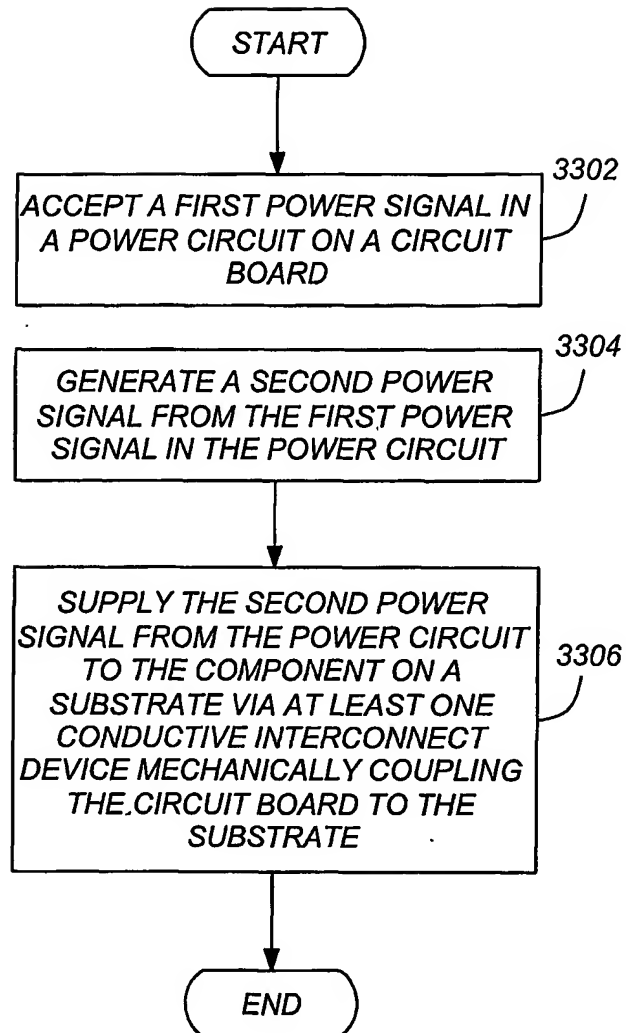 START
3302
ACCEPT A FIRST POWER SIGNAL IN
A POWER CIRCUIT ON A CIRCUIT
BOARD
3304
GENERATE A SECOND POWER
SIGNAL FROM THE FIRST POWER
SIGNAL IN THE POWER CIRCUIT
SUPPLY THE SECOND POWER
SIGNAL FROM THE POWER CIRCUIT
TO THE COMPONENT ON A
SUBSTRATE VIA AT LEAST ONE
CONDUCTIVE INTERCONNECT
DEVICE MECHANICALLY COUPLING
THE CIRCUIT BOARD TO THE
SUBSTRATE
3306
END